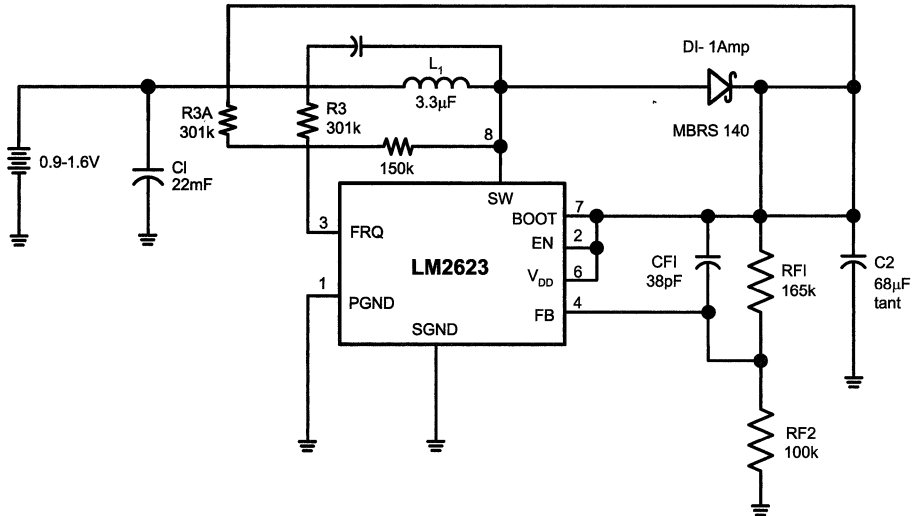 DI- 1Amp
L1
3.3µF
R3A
301k
R3
301k
MBRS 140
8
150k
0.9-1.6V
CI
22mF
SW
BOOT
7
3
FRQ
EN
2
LM2623
VDD
6
CFI
38pF
RFI
165k
C2
68µF
tant
1
PGND
FB
4
SGND
RF2
100k